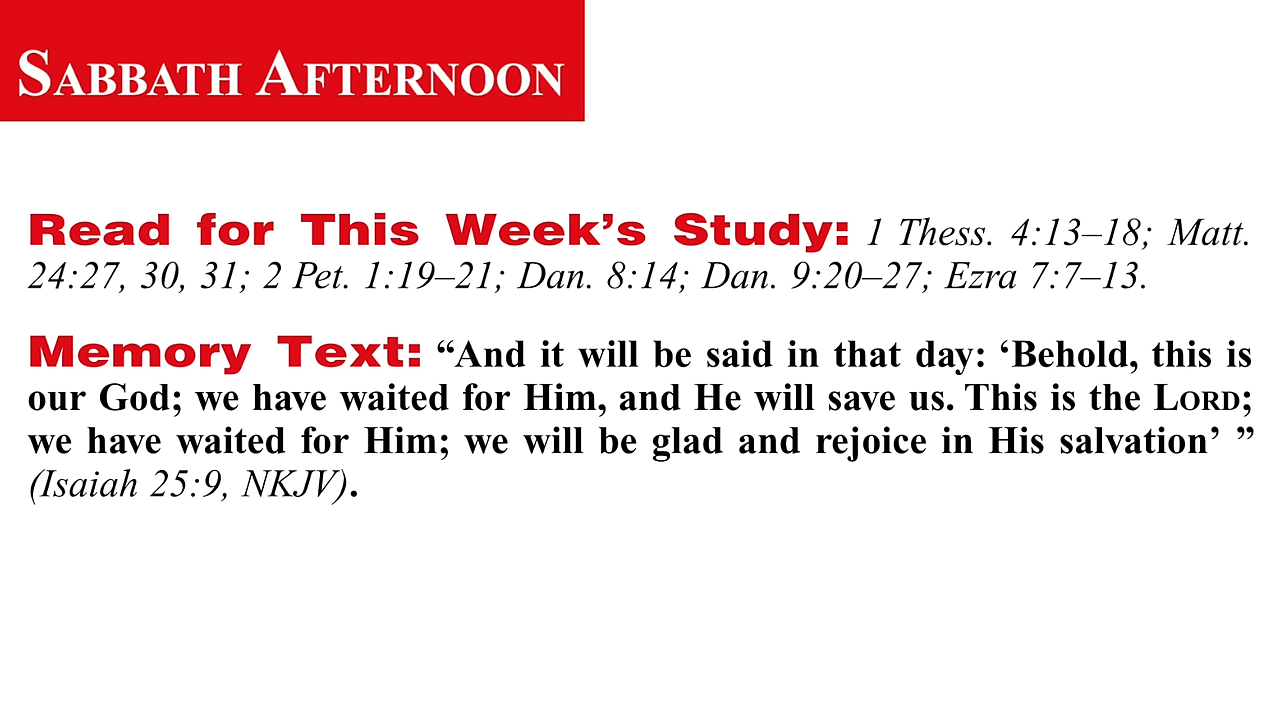 SABBATH AFTERNOON
Read for This Week’s Study: 1 Thess. 4:13–18; Matt.
24:27, 30, 31; 2 Pet. 1:19–21; Dan. 8:14; Dan. 9:20–27; Ezra 7:7–13.
Memory Text: “And it will be said in that day: ‘Behold, this is
our God; we have waited for Him, and He will save us. This is the LORD;
we have waited for Him; we will be glad and rejoice in His salvation’ ”
(Isaiah 25:9, NKJV).